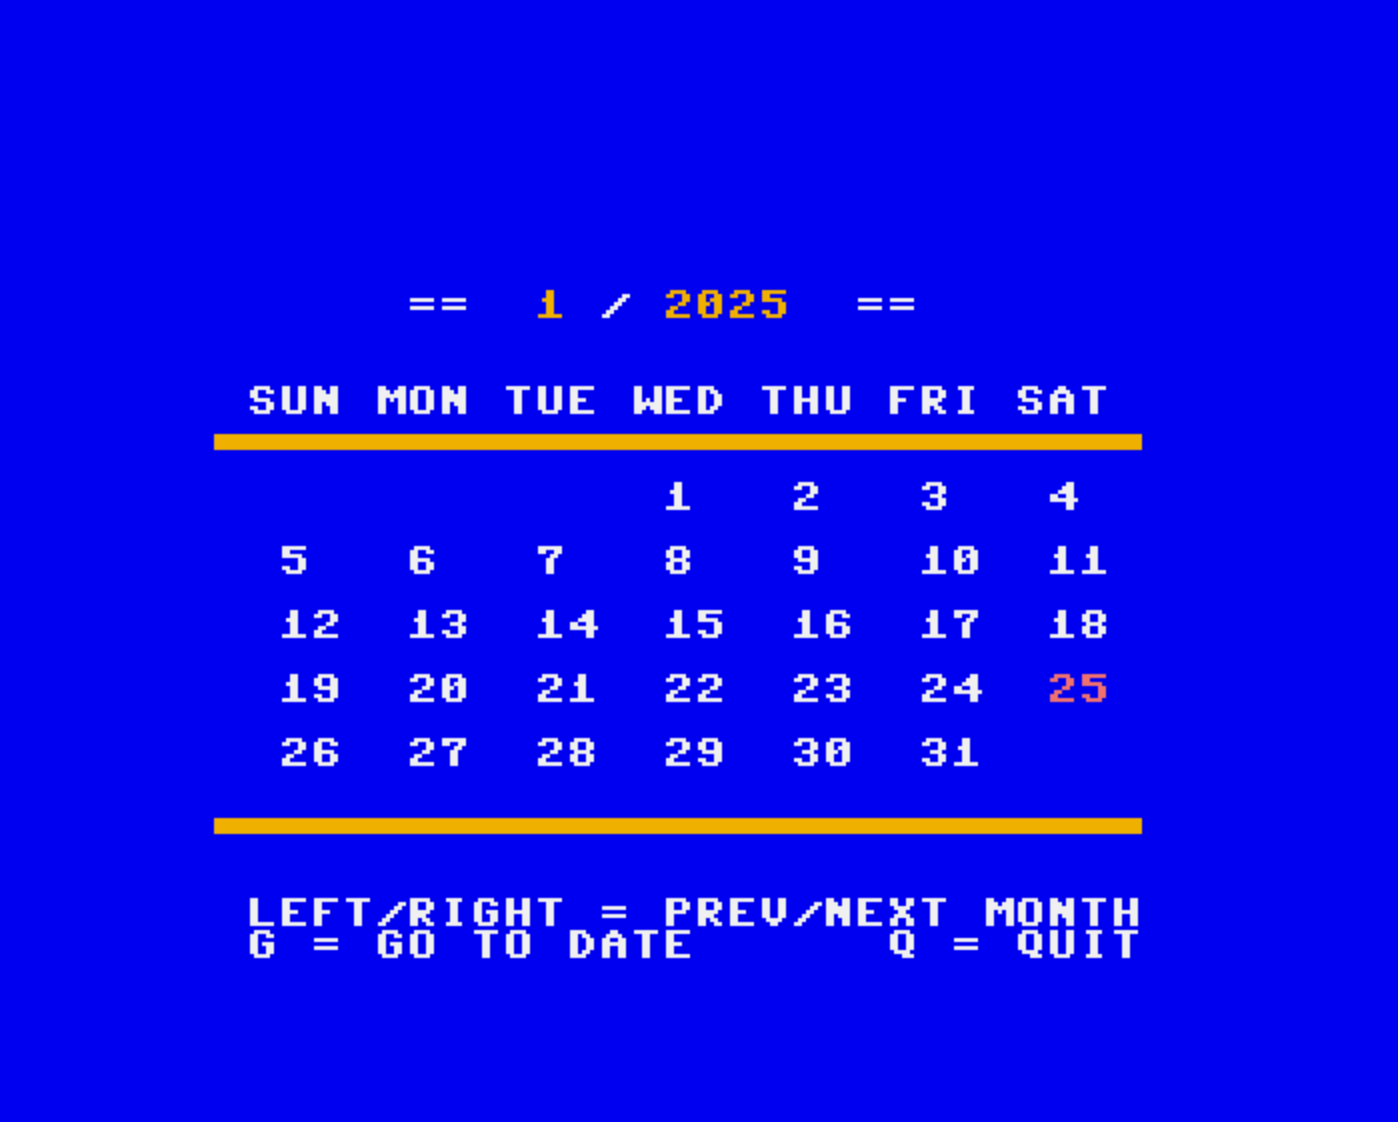 == 1 / 2025 ==
SUN MON TUE WED THU FRI SAT
1 2 3 4
5 6 7 8 9 10 11
12 13 14 15 16 17 18
19 20 21 22 23 24 25
26 27 28 29 30 31
LEFT/RIGHT = PREV/NEXT MONTH
G = GO TO DATE Q = QUIT